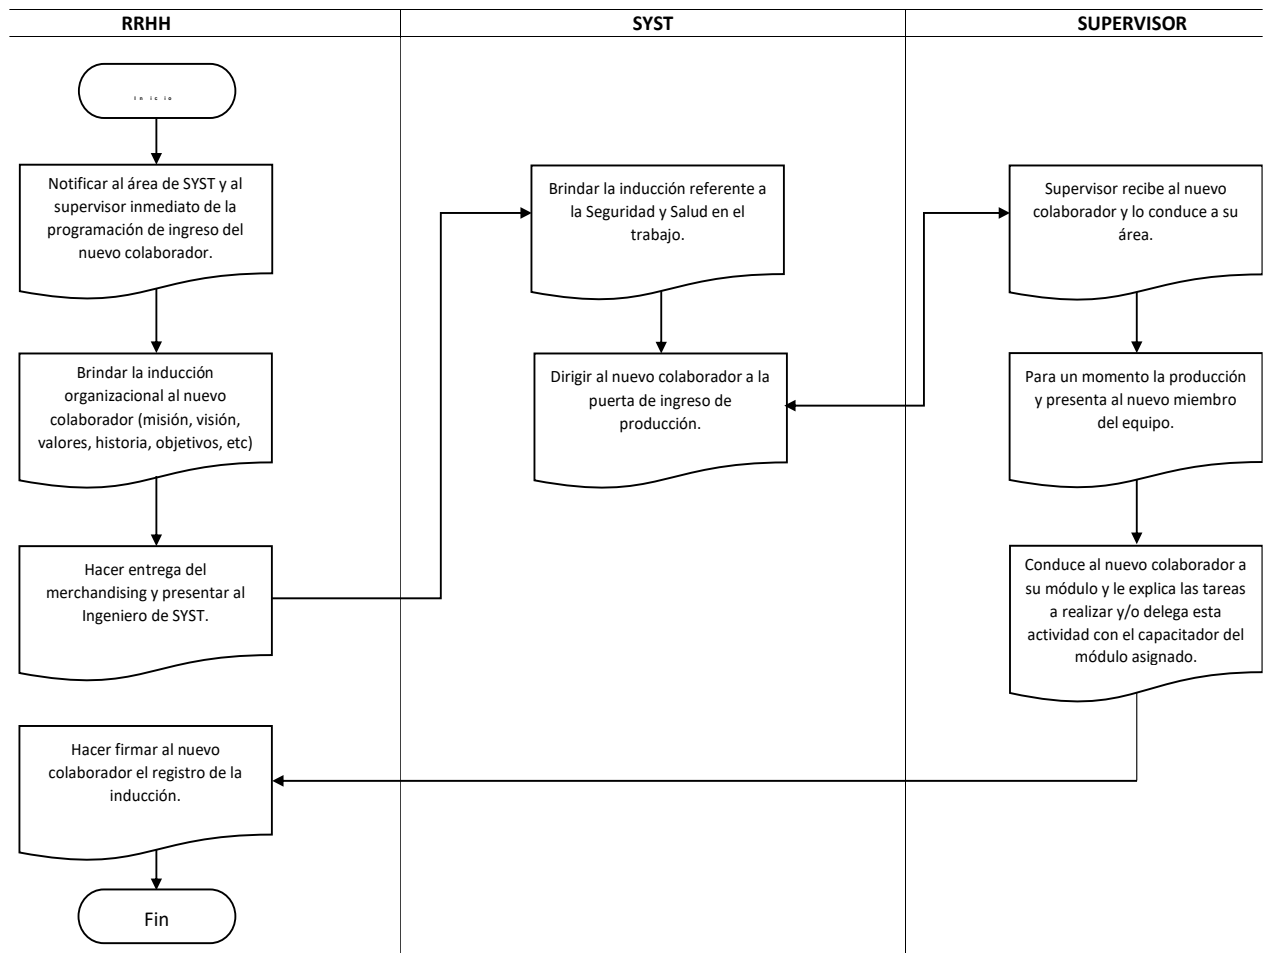 RRHH
SYST
SUPERVISOR
Inicio
Notificar al área de SYST y al
supervisor inmediato de la
programación de ingreso del
nuevo colaborador.
Brindar la inducción
organizacional al nuevo
colaborador (misión, visión,
valores, historia, objetivos, etc)
Hacer entrega del
merchandising y presentar al
Ingeniero de SYST.
Hacer firmar al nuevo
colaborador el registro de la
inducción.
Fin
Brindar la inducción referente a
la Seguridad y Salud en el
trabajo.
Dirigir al nuevo colaborador a la
puerta de ingreso de
producción.
Supervisor recibe al nuevo
colaborador y lo conduce a su
área.
Para un momento la producción
y presenta al nuevo miembro
del equipo.
Conduce al nuevo colaborador a
su módulo y le explica las tareas
a realizar y/o delega esta
actividad con el capacitador del
módulo asignado.